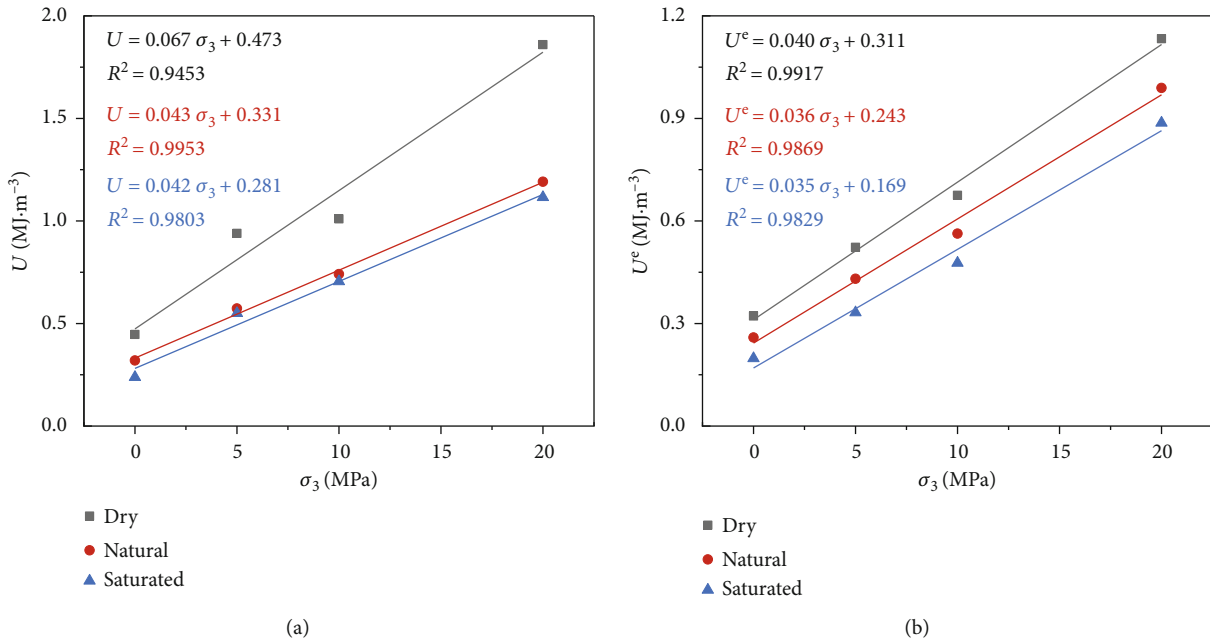 2.0
1.5
1.0
0.5
0.0
U (MJ·m⁻³)
U = 0.067 σ₃ + 0.473
R² = 0.9453
U = 0.043 σ₃ + 0.331
R² = 0.9953
U = 0.042 σ₃ + 0.281
R² = 0.9803
0 5 10 15 20
σ₃ (MPa)
Dry
Natural
Saturated
(a)
1.2
0.9
0.6
0.3
0.0
Uᵉ (MJ·m⁻³)
Uᵉ = 0.040 σ₃ + 0.311
R² = 0.9917
Uᵉ = 0.036 σ₃ + 0.243
R² = 0.9869
Uᵉ = 0.035 σ₃ + 0.169
R² = 0.9829
0 5 10 15 20
σ₃ (MPa)
Dry
Natural
Saturated
(b)